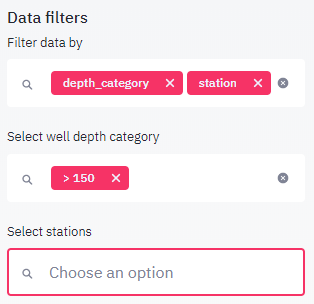 Data filters
Filter data by
depth_category station
Select well depth category
> 150
Select stations
Choose an option